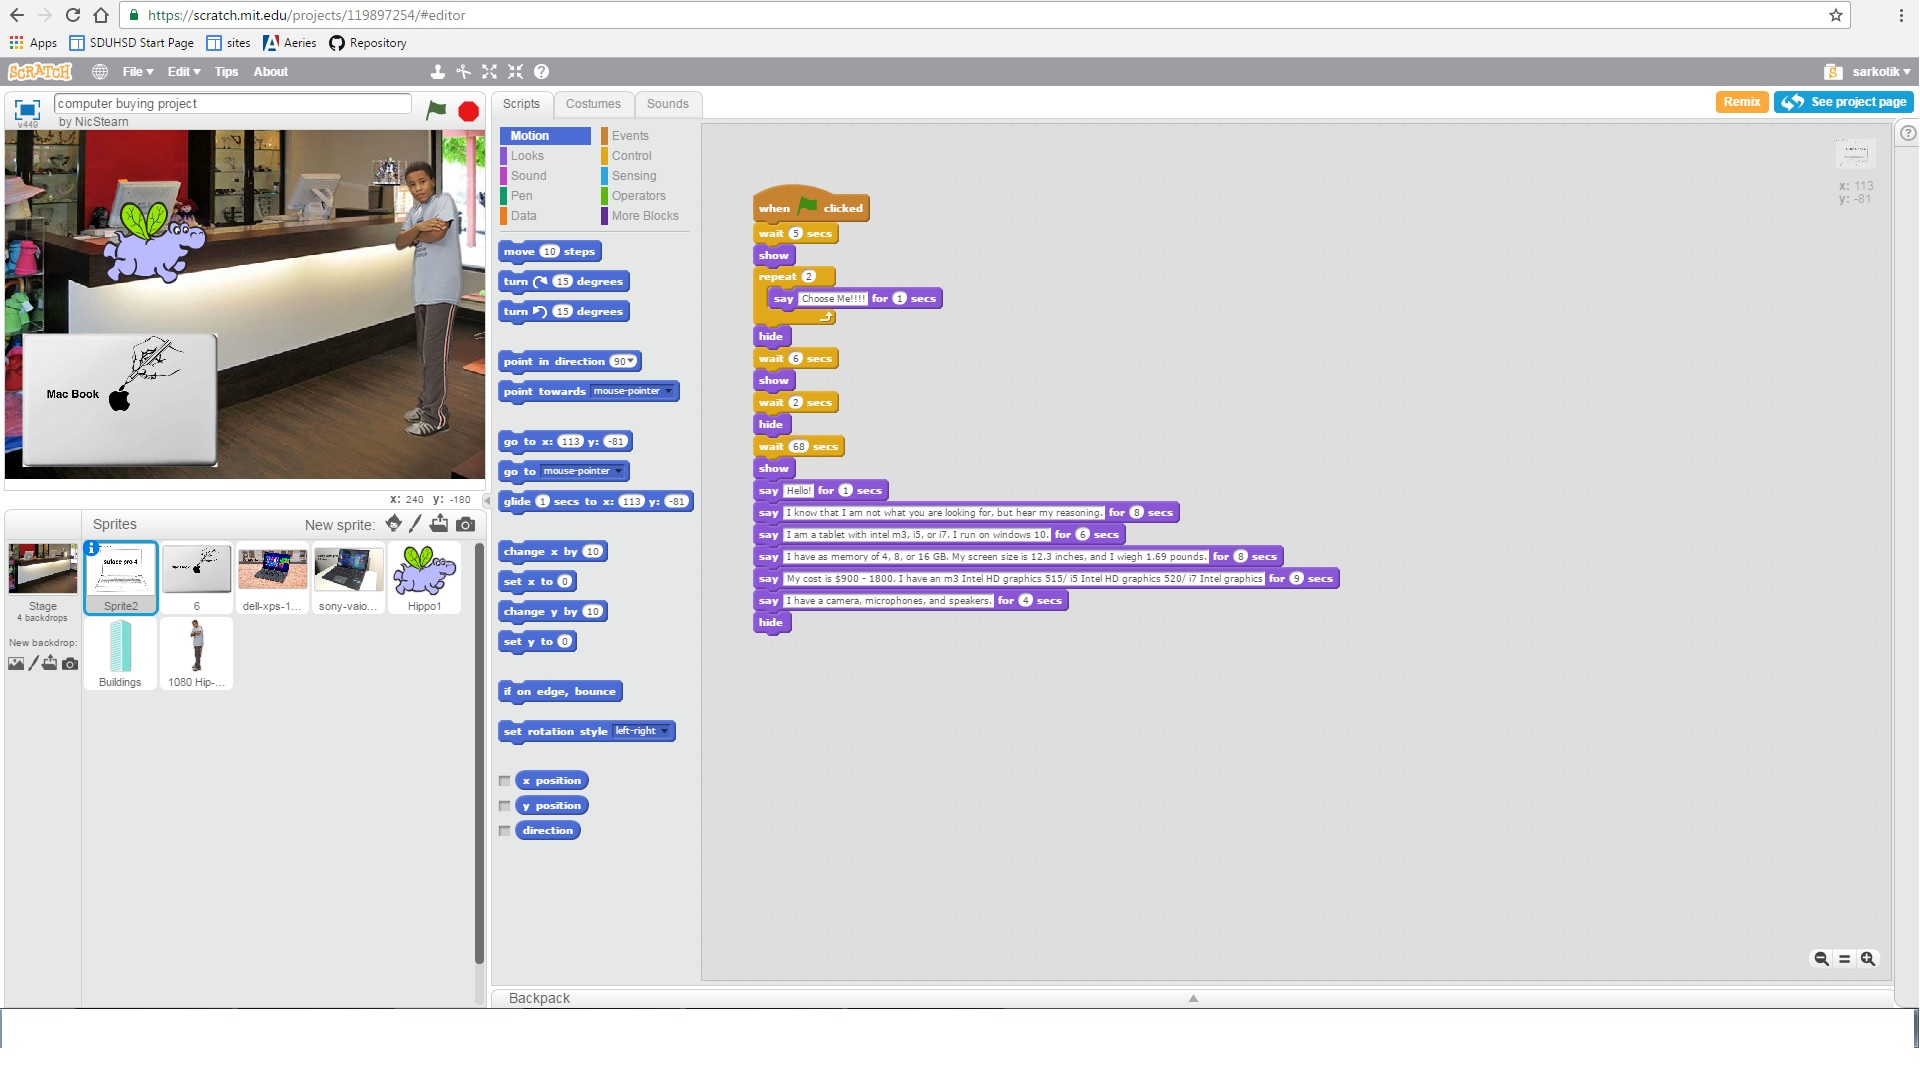 https://scratch.mit.edu/projects/119897254/#editor
Apps SDUHSD Start Page sites Aeries Repository
SCRATCH File Edit Tips About sarkotik
v449 computer buying project
by NicStearn
Scripts Costumes Sounds
Remix See project page
Motion Events
Looks Control
Sound Sensing
Pen Operators
Data More Blocks
Mac Book
x: 240 y: -180
Sprites New sprite:
Stage
4 backdrops
New backdrop:
Sprite2
6
dell-xps-1...
sony-vaio...
Hippo1
Buildings
1080 Hip-...
move 10 steps
turn 15 degrees
turn 15 degrees
point in direction 90
point towards mouse-pointer
go to x: 113 y: -81
go to mouse-pointer
glide 1 secs to x: 113 y: -81
change x by 10
set x to 0
change y by 10
set y to 0
if on edge, bounce
set rotation style left-right
x position
y position
direction
when clicked
wait 5 secs
show
repeat 2
say Choose Me!!!! for 1 secs
hide
wait 6 secs
show
wait 2 secs
hide
wait 68 secs
show
say Hello! for 1 secs
say I know that I am not what you are looking for, but hear my reasoning. for 8 secs
say I am a tablet with intel m3, i5, or i7. I run on windows 10. for 6 secs
say I have as memory of 4, 8, or 16 GB. My screen size is 12.3 inches, and I wiegh 1.69 pounds. for 8 secs
say My cost is $900 - 1800. I have an m3 Intel HD graphics 515/ i5 Intel HD graphics 520/ i7 Intel graphics for 9 secs
say I have a camera, microphones, and speakers. for 4 secs
hide
x: 113
y: -81
Backpack